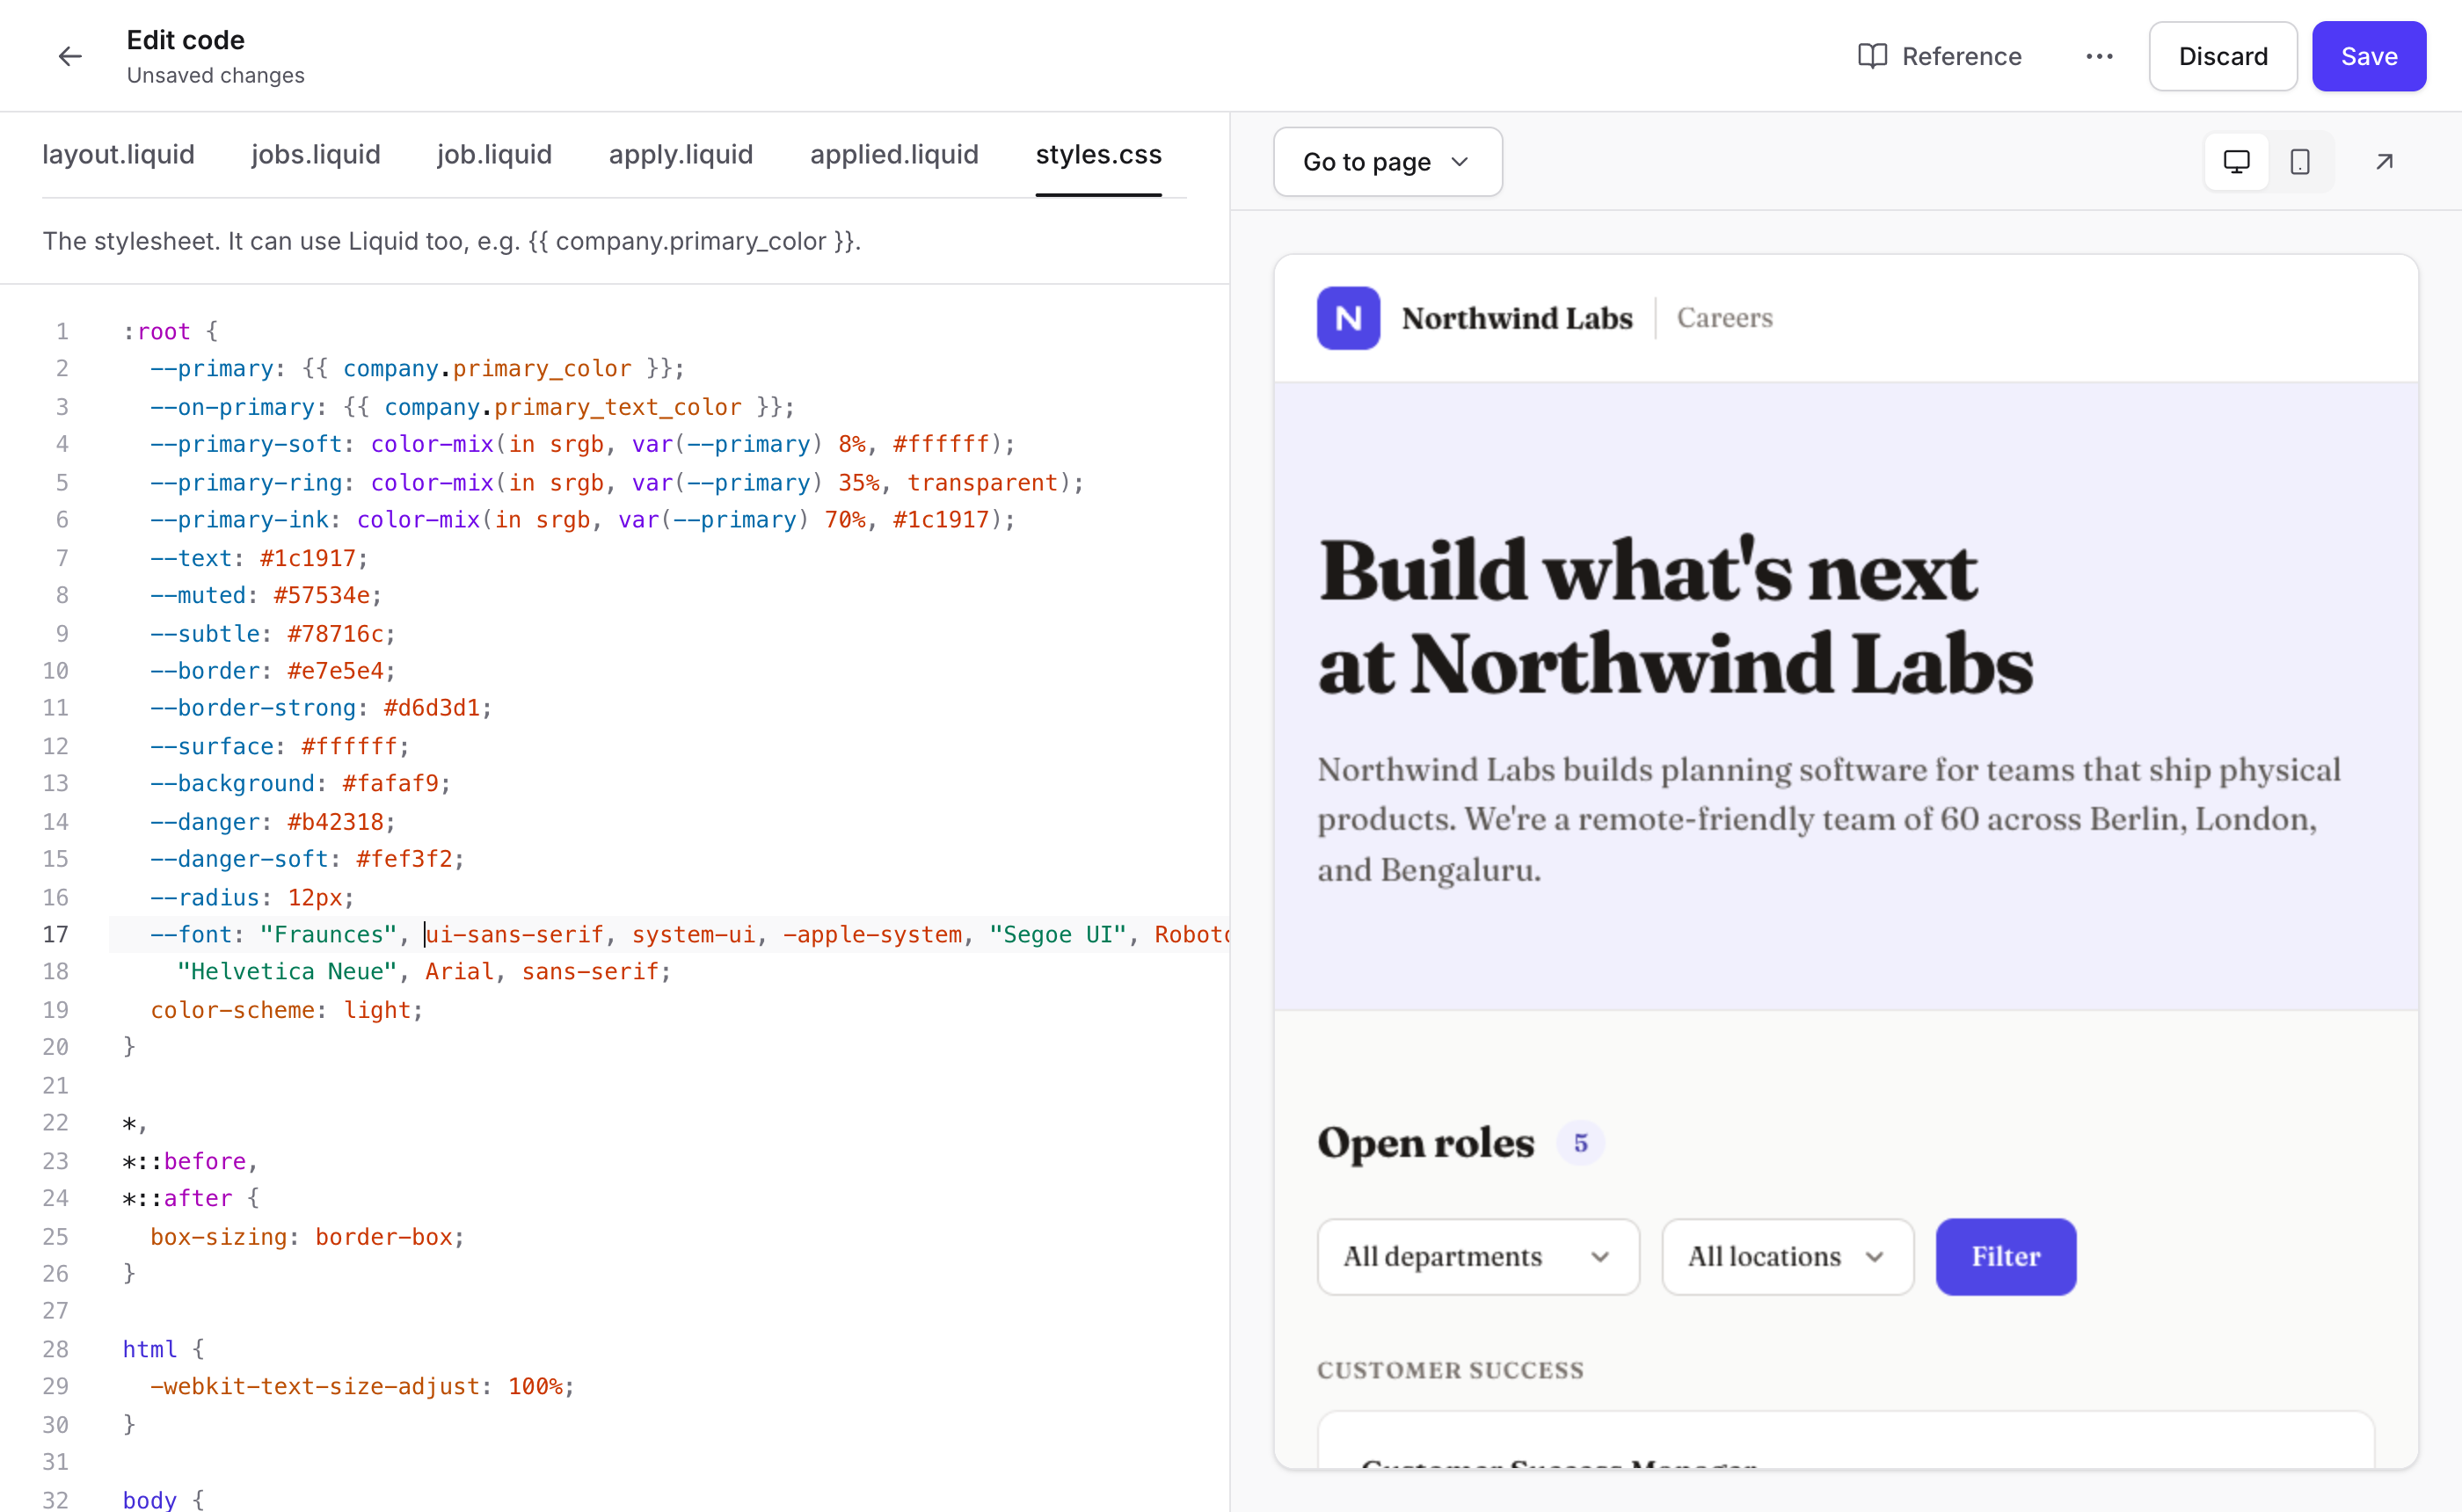 Edit code
Unsaved changes
Reference
Discard
Save
layout.liquid
jobs.liquid
job.liquid
apply.liquid
applied.liquid
styles.css
The stylesheet. It can use Liquid too, e.g. {{ company.primary_color }}.
1 :root {
2 --primary: {{ company.primary_color }};
3 --on-primary: {{ company.primary_text_color }};
4 --primary-soft: color-mix(in srgb, var(--primary) 8%, #ffffff);
5 --primary-ring: color-mix(in srgb, var(--primary) 35%, transparent);
6 --primary-ink: color-mix(in srgb, var(--primary) 70%, #1c1917);
7 --text: #1c1917;
8 --muted: #57534e;
9 --subtle: #78716c;
10 --border: #e7e5e4;
11 --border-strong: #d6d3d1;
12 --surface: #ffffff;
13 --background: #fafaf9;
14 --danger: #b42318;
15 --danger-soft: #fef3f2;
16 --radius: 12px;
17 --font: "Fraunces", ui-sans-serif, system-ui, -apple-system, "Segoe UI", Roboto
18 "Helvetica Neue", Arial, sans-serif;
19 color-scheme: light;
20 }
21
22 *,
23 *::before,
24 *::after {
25 box-sizing: border-box;
26 }
27
28 html {
29 -webkit-text-size-adjust: 100%;
30 }
31
32 body {
Go to page
N
Northwind Labs
Careers
Build what's next
at Northwind Labs
Northwind Labs builds planning software for teams that ship physical
products. We're a remote-friendly team of 60 across Berlin, London,
and Bengaluru.
Open roles 5
All departments
All locations
Filter
CUSTOMER SUCCESS
Customer Success Manager